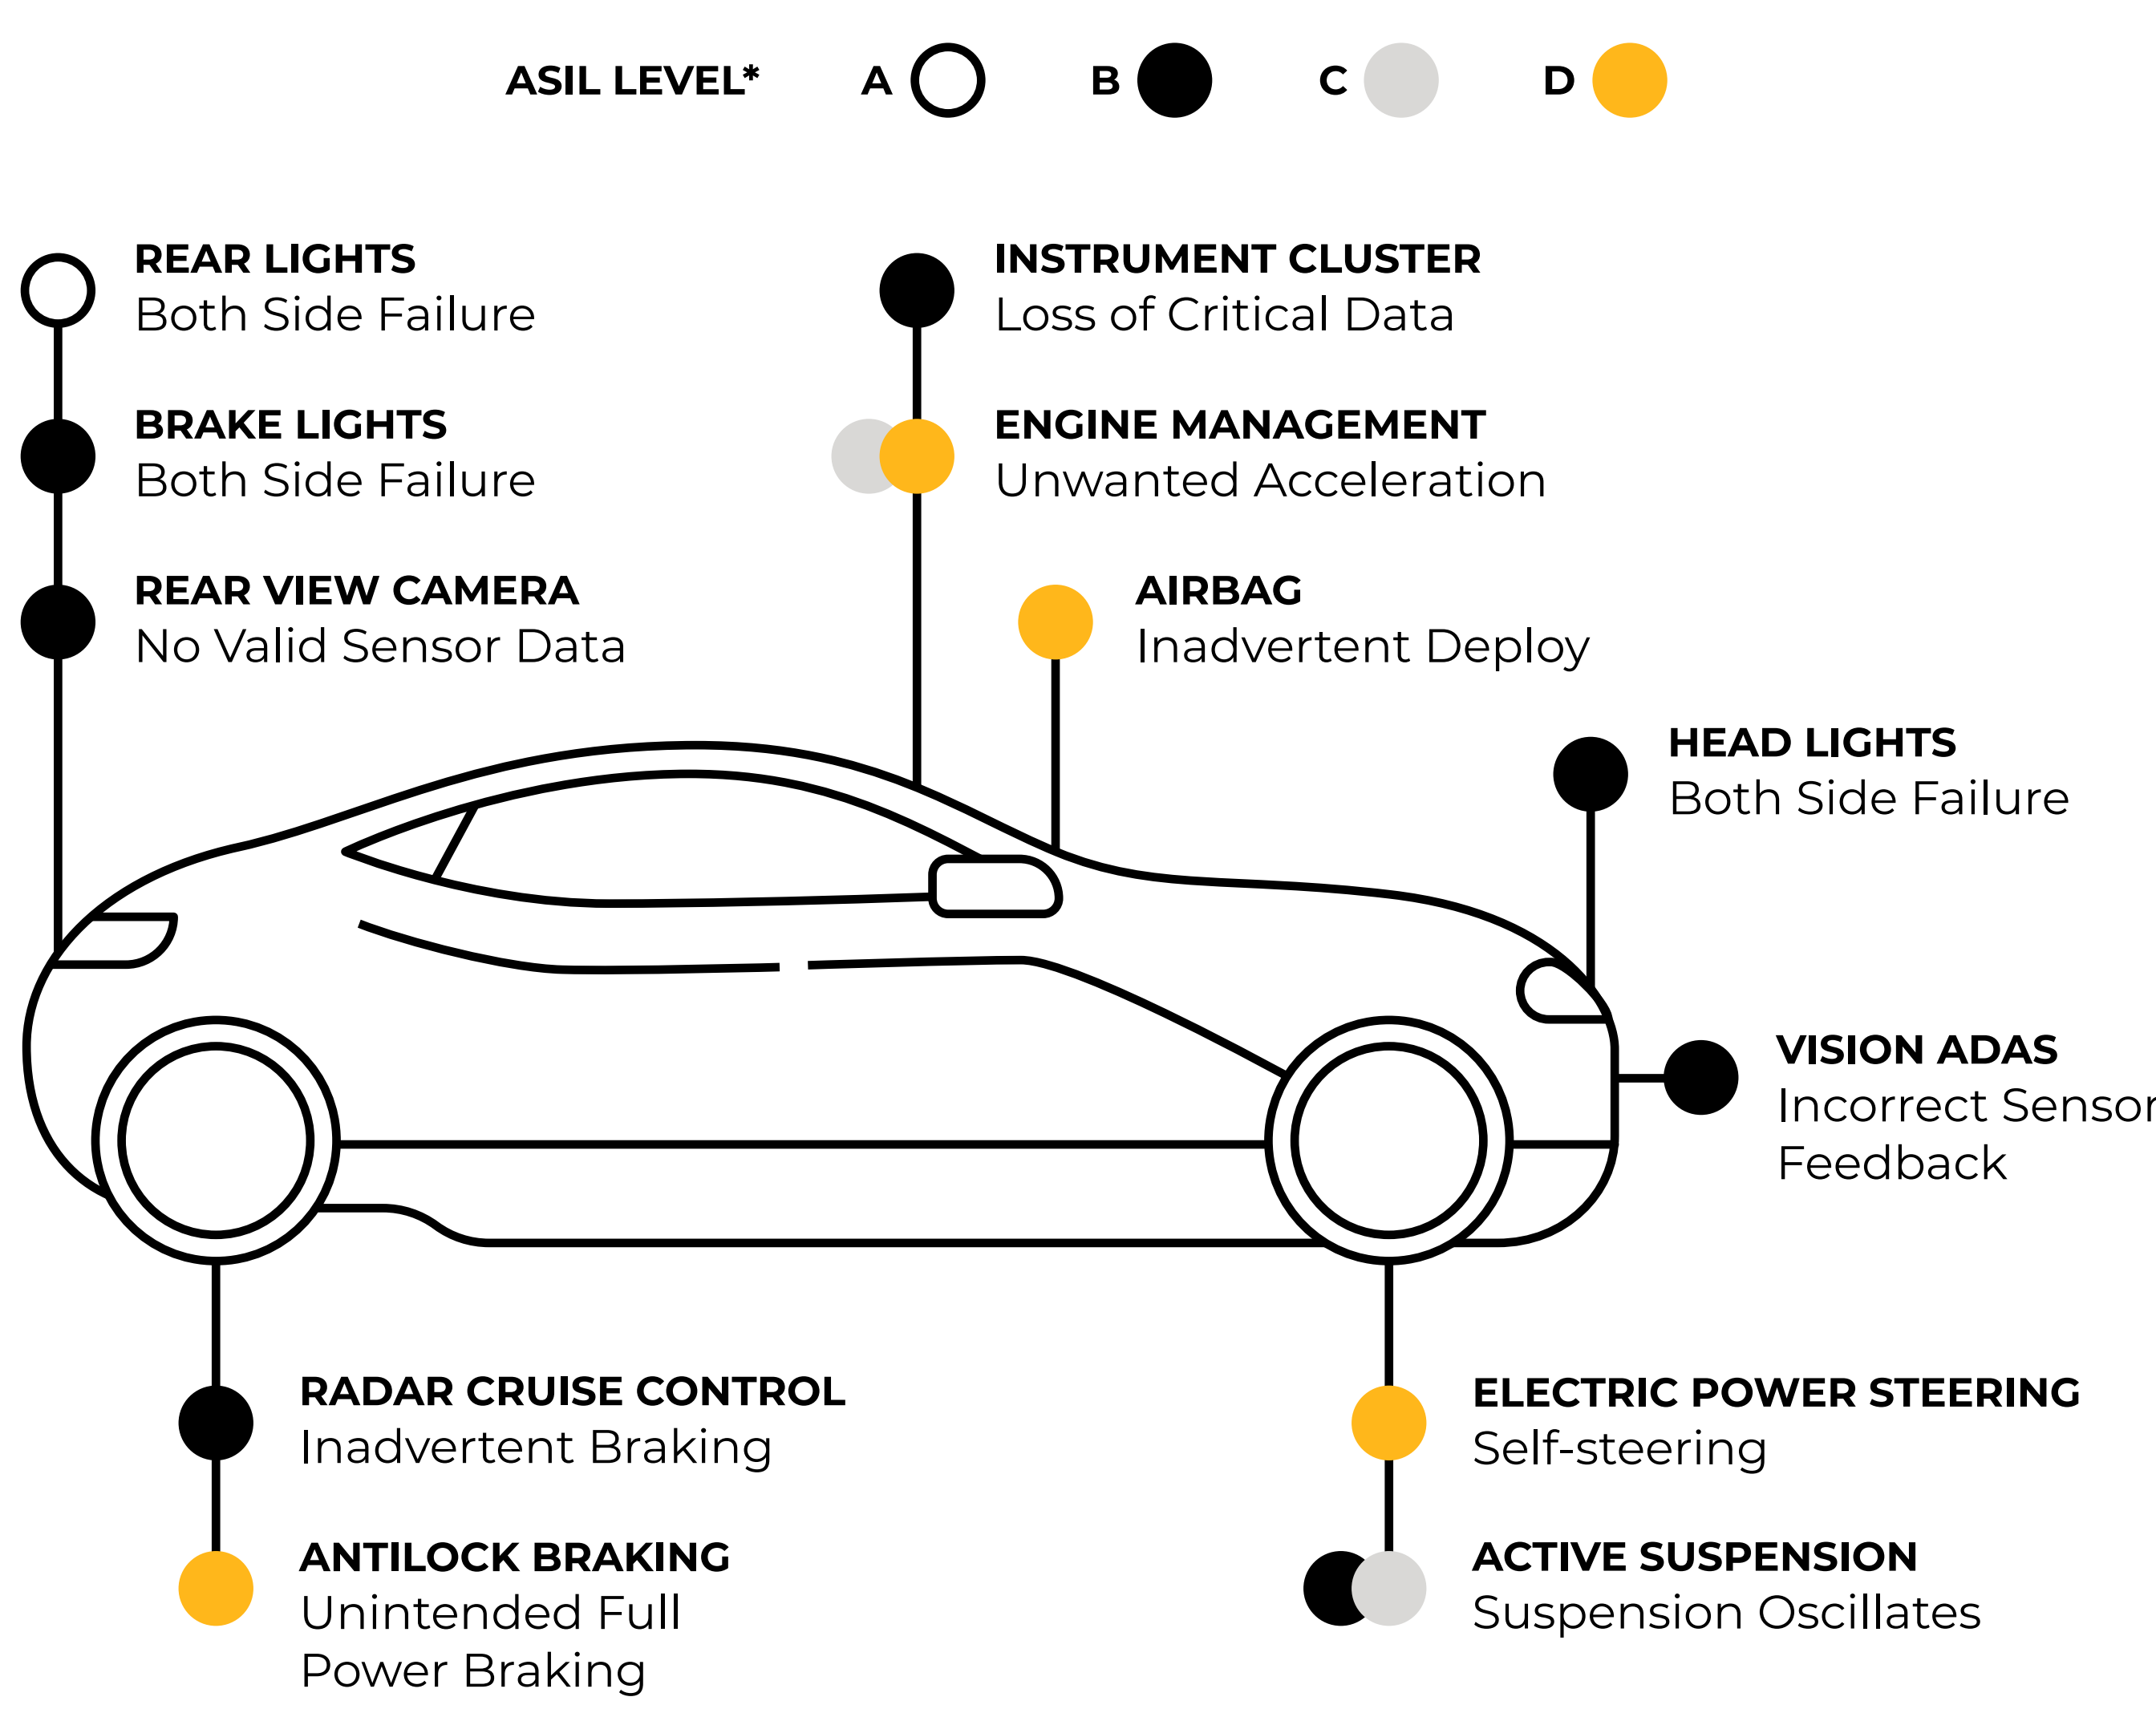 ASIL LEVEL* A B C D
REAR LIGHTS
Both Side Failure
BRAKE LIGHTS
Both Side Failure
REAR VIEW CAMERA
No Valid Sensor Data
INSTRUMENT CLUSTER
Loss of Critical Data
ENGINE MANAGEMENT
Unwanted Acceleration
AIRBAG
Inadvertent Deploy
HEAD LIGHTS
Both Side Failure
VISION ADAS
Incorrect Sensor
Feedback
RADAR CRUISE CONTROL
Inadvertent Braking
ANTILOCK BRAKING
Unintended Full
Power Braking
ELECTRIC POWER STEERING
Self-steering
ACTIVE SUSPENSION
Suspension Oscillates